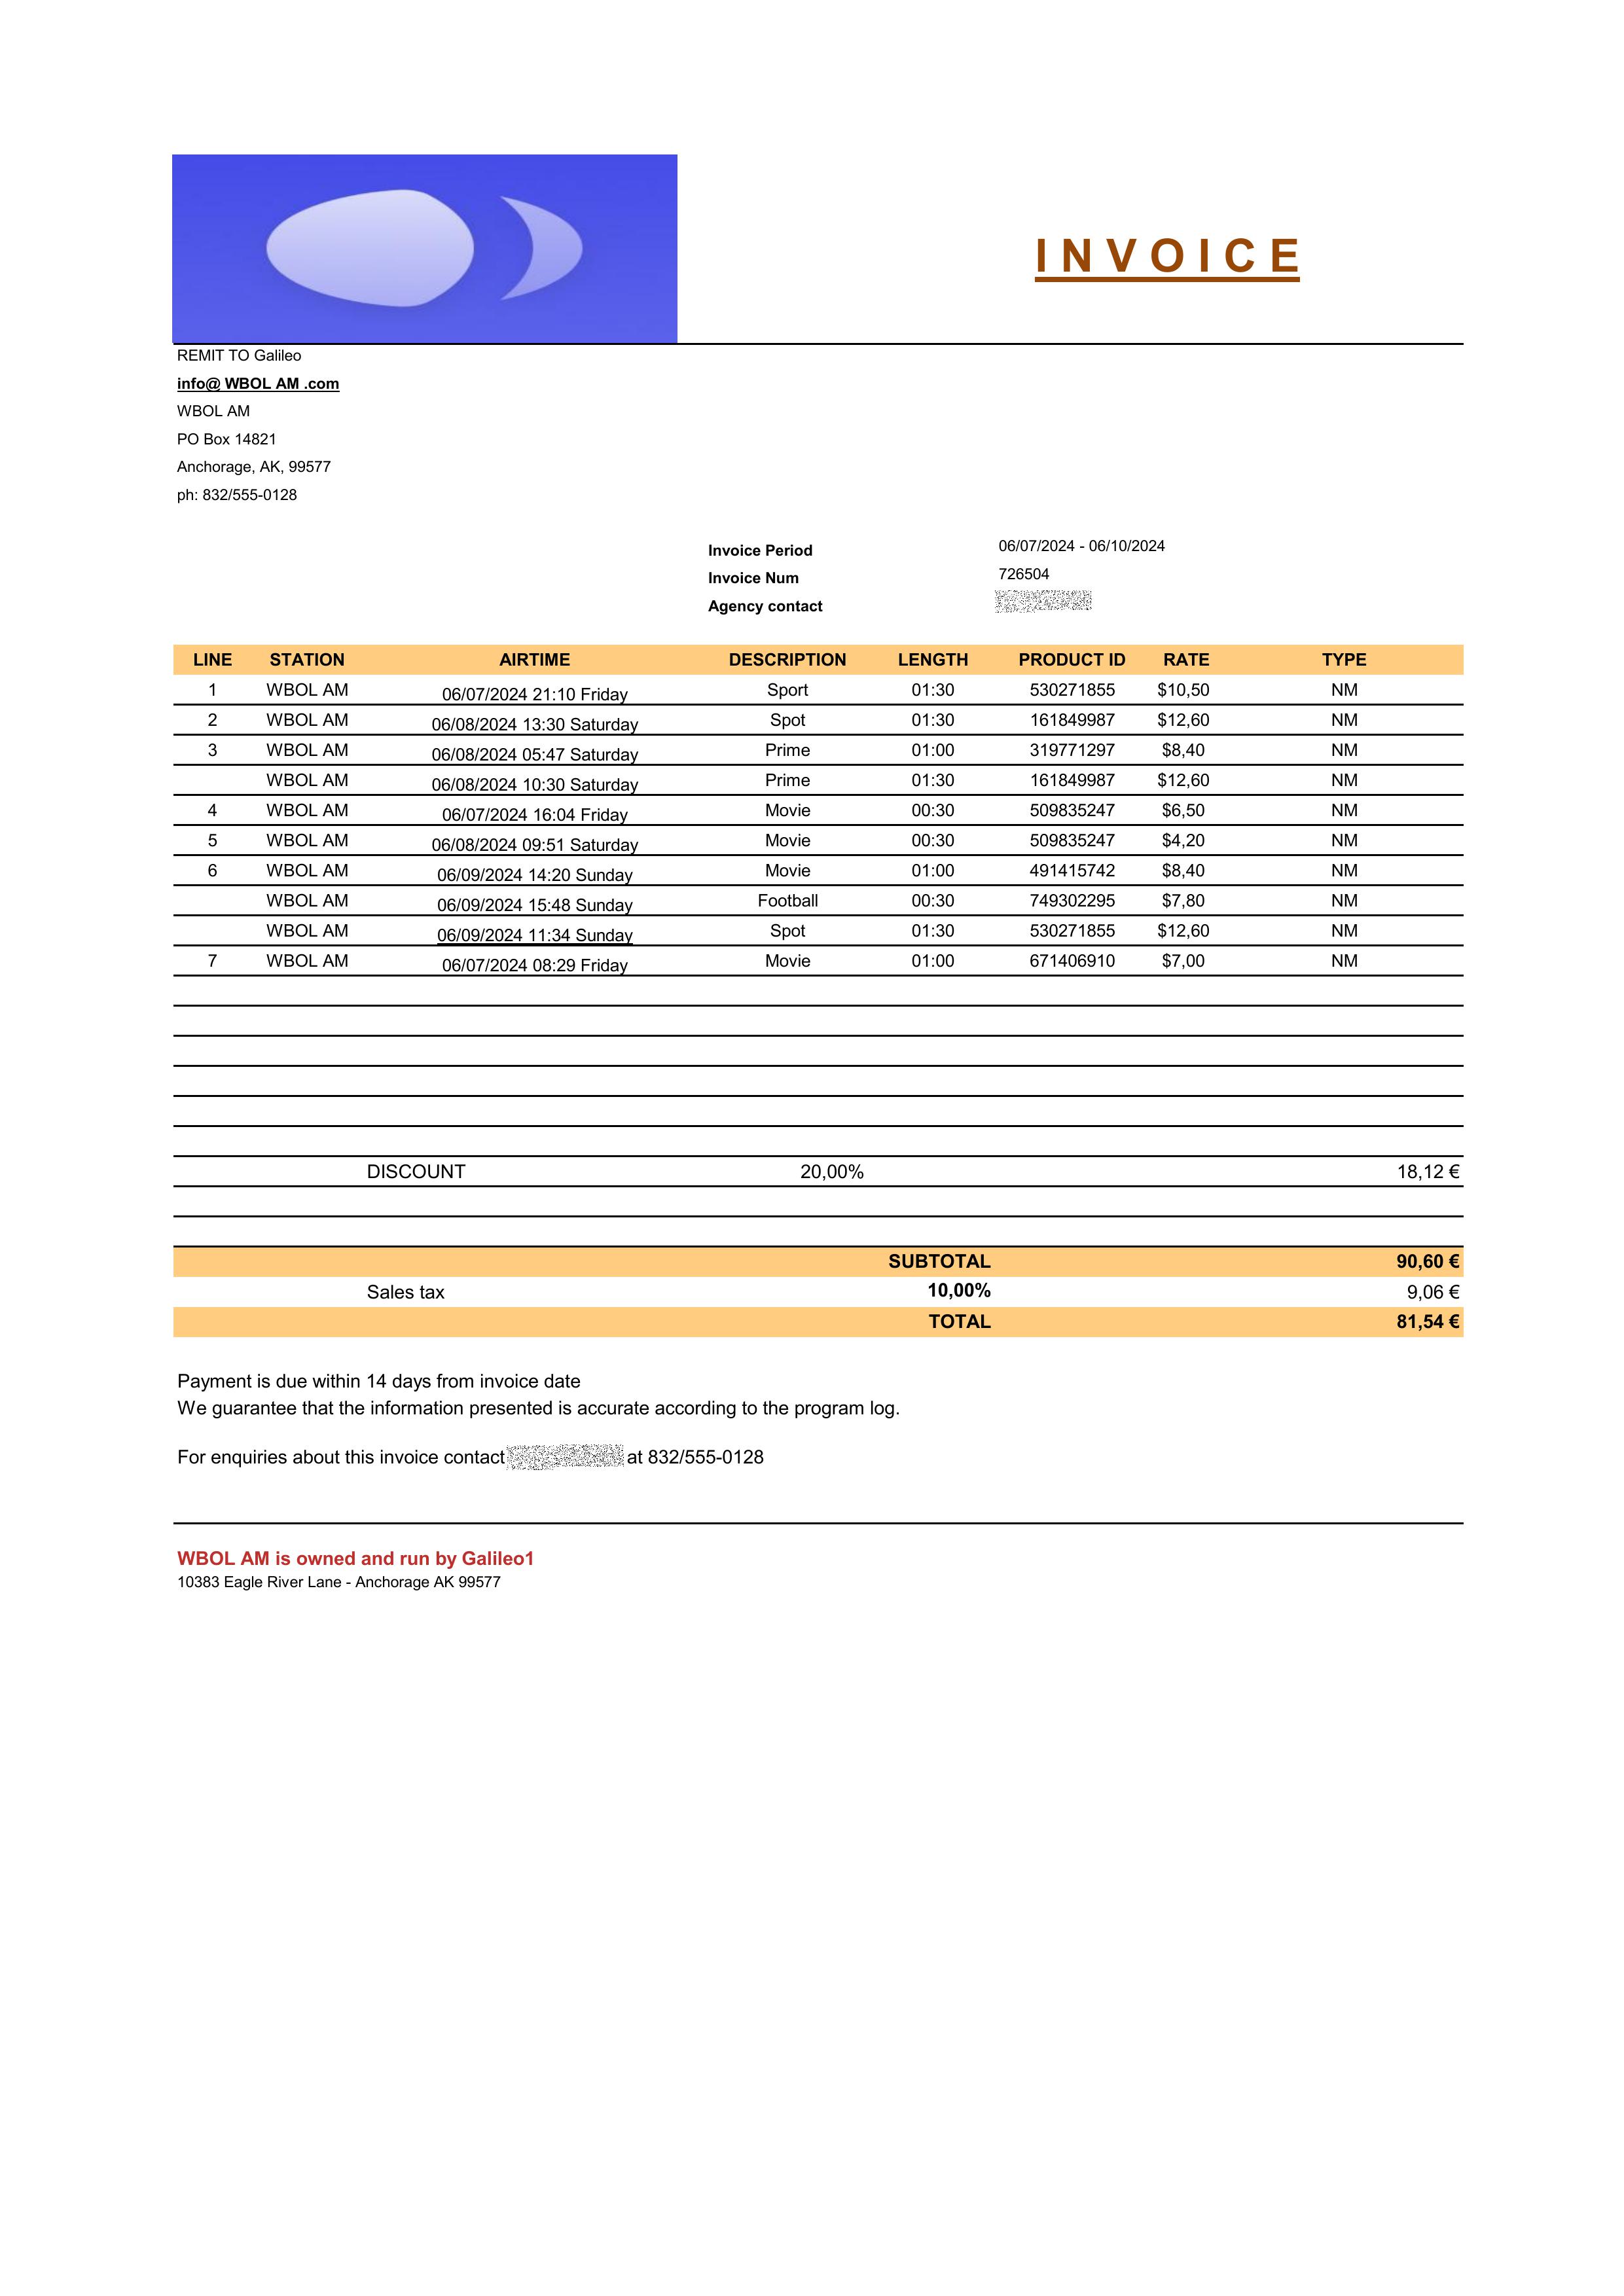 INVOICE
REMIT TO Galileo
info@ WBOL AM .com
WBOL AM
PO Box 14821
Anchorage, AK, 99577
ph: 832/555-0128
Invoice Period 06/07/2024 - 06/10/2024
Invoice Num 726504
Agency contact
LINE STATION AIRTIME DESCRIPTION LENGTH PRODUCT ID RATE TYPE
1 WBOL AM 06/07/2024 21:10 Friday Sport 01:30 530271855 $10,50 NM
2 WBOL AM 06/08/2024 13:30 Saturday Spot 01:30 161849987 $12,60 NM
3 WBOL AM 06/08/2024 05:47 Saturday Prime 01:00 319771297 $8,40 NM
WBOL AM 06/08/2024 10:30 Saturday Prime 01:30 161849987 $12,60 NM
4 WBOL AM 06/07/2024 16:04 Friday Movie 00:30 509835247 $6,50 NM
5 WBOL AM 06/08/2024 09:51 Saturday Movie 00:30 509835247 $4,20 NM
6 WBOL AM 06/09/2024 14:20 Sunday Movie 01:00 491415742 $8,40 NM
WBOL AM 06/09/2024 15:48 Sunday Football 00:30 749302295 $7,80 NM
WBOL AM 06/09/2024 11:34 Sunday Spot 01:30 530271855 $12,60 NM
7 WBOL AM 06/07/2024 08:29 Friday Movie 01:00 671406910 $7,00 NM
DISCOUNT 20,00% 18,12 €
SUBTOTAL 90,60 €
Sales tax 10,00% 9,06 €
TOTAL 81,54 €
Payment is due within 14 days from invoice date
We guarantee that the information presented is accurate according to the program log.
For enquiries about this invoice contact at 832/555-0128
WBOL AM is owned and run by Galileo1
10383 Eagle River Lane - Anchorage AK 99577